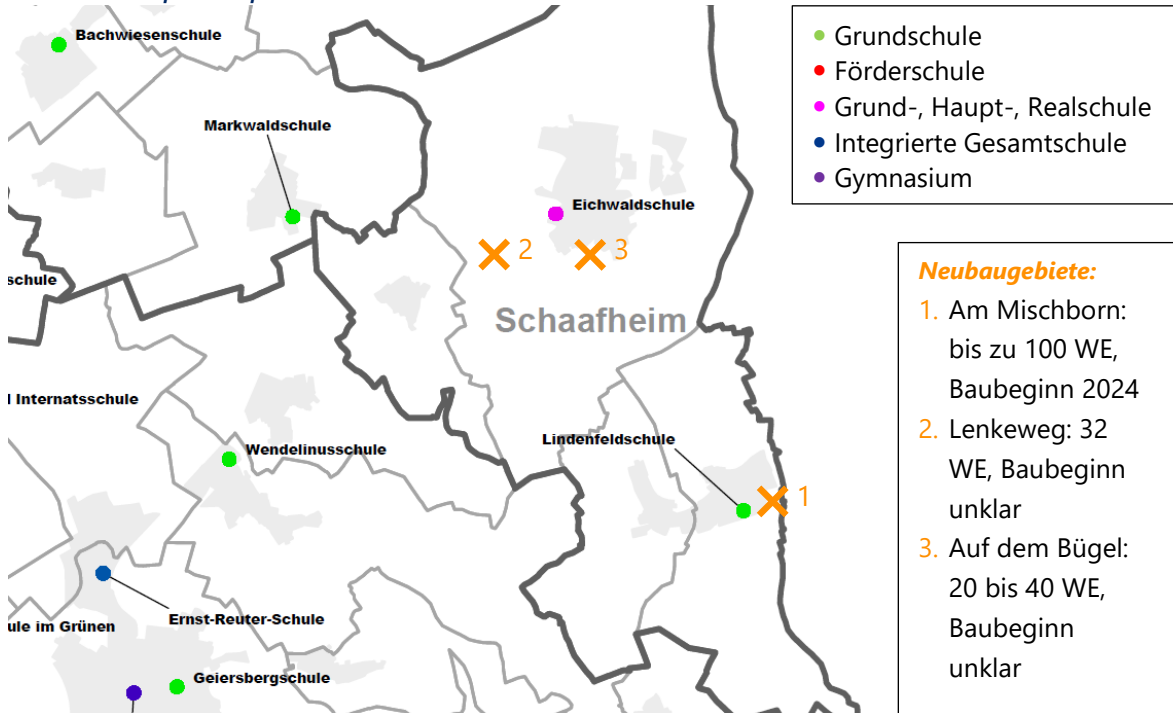 Bachwiesenschule
Markwaldschule
Eichwaldschule
2
3
schule
Schaafheim
l Internatsschule
Wendelinusschule
Lindenfeldschule
1
Ernst-Reuter-Schule
ule im Grünen
Geiersbergschule
• Grundschule
• Förderschule
• Grund-, Haupt-, Realschule
• Integrierte Gesamtschule
• Gymnasium
Neubaugebiete:
1. Am Mischborn:
bis zu 100 WE,
Baubeginn 2024
2. Lenkeweg: 32
WE, Baubeginn
unklar
3. Auf dem Bügel:
20 bis 40 WE,
Baubeginn
unklar